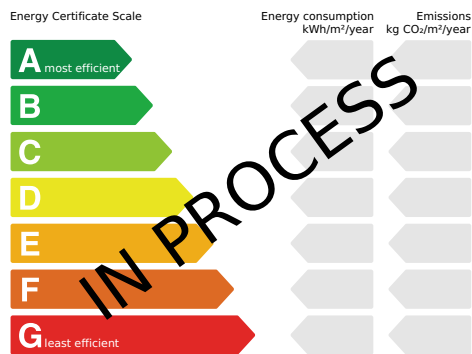 Energy Certificate Scale
Energy consumption
kWh/m²/year
Emissions
kg CO₂/m²/year
A most efficient
B
C
D
E
F
G least efficient
IN PROCESS